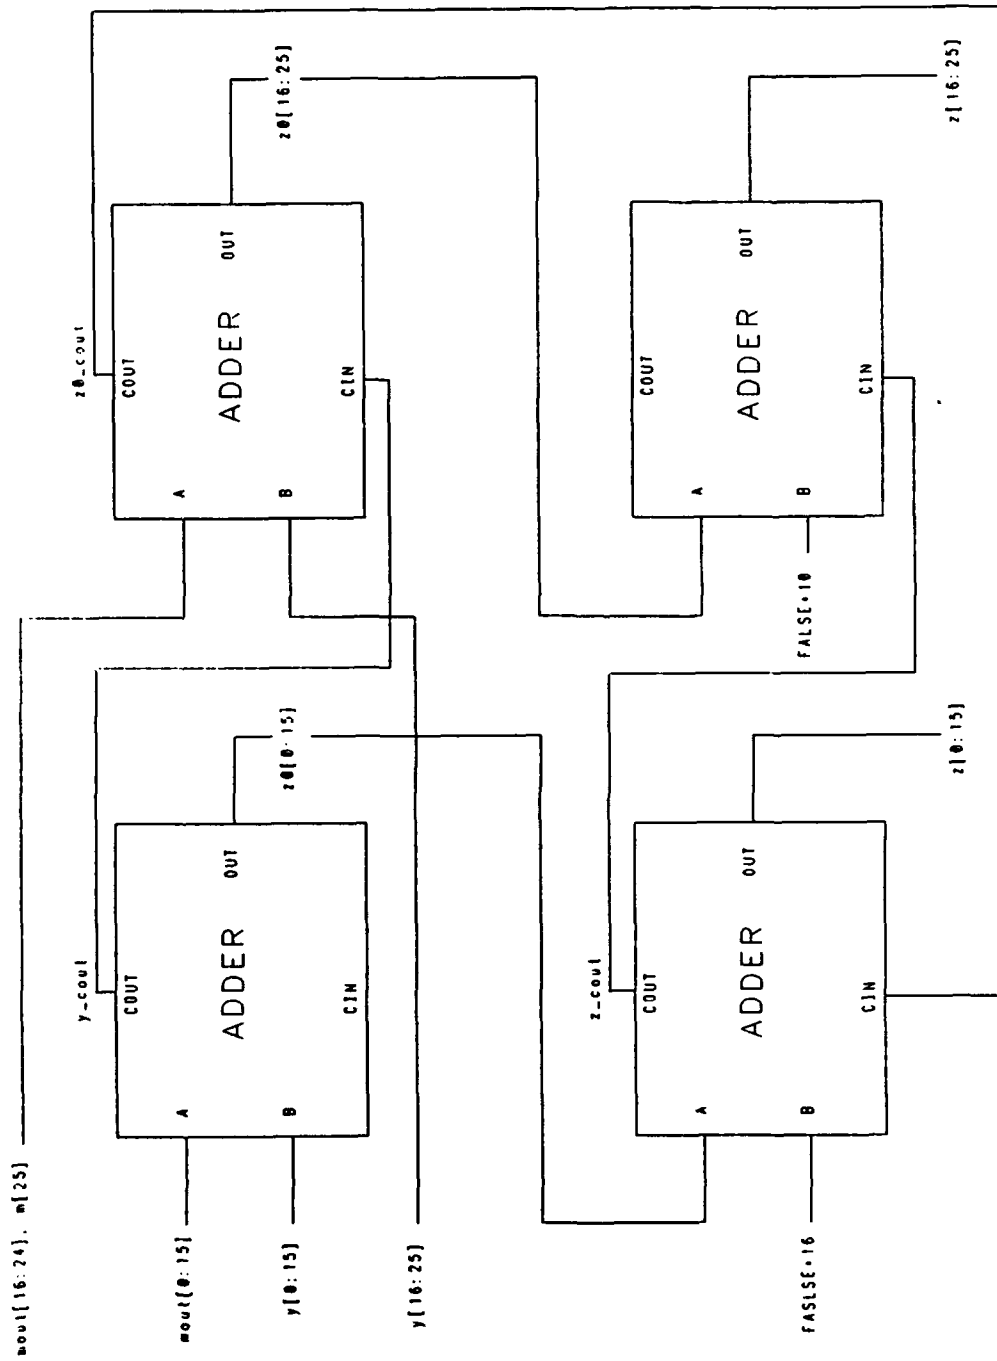 mout[16:24], m[25]
y_cout
z0_cout
COUT
COUT
mout[0:15]
A
A
ADDER
OUT
ADDER
OUT
z0[0:15]
z0[16:25]
y[0:15]
B
B
CIN
CIN
y[16:25]
z_cout
COUT
COUT
A
A
ADDER
OUT
ADDER
OUT
FASLSE*16
B
FALSE*10
B
CIN
CIN
z[0:15]
z[16:25]